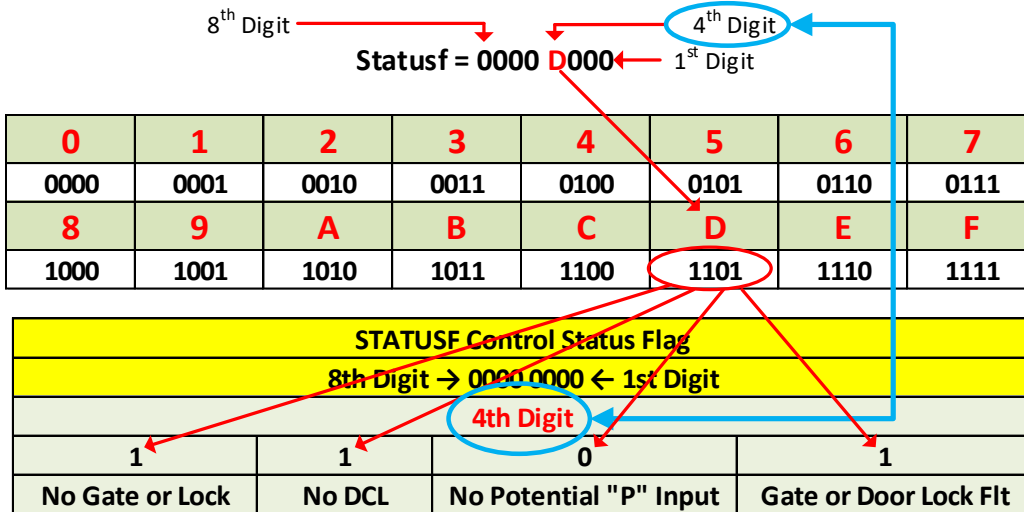 8th Digit 4th Digit
Statusf = 0000 D000 1st Digit
0 1 2 3 4 5 6 7
0000 0001 0010 0011 0100 0101 0110 0111
8 9 A B C D E F
1000 1001 1010 1011 1100 1101 1110 1111
STATUSF Control Status Flag
8th Digit → 0000 0000 ← 1st Digit
4th Digit
1 1 0 1
No Gate or Lock No DCL No Potential "P" Input Gate or Door Lock Flt